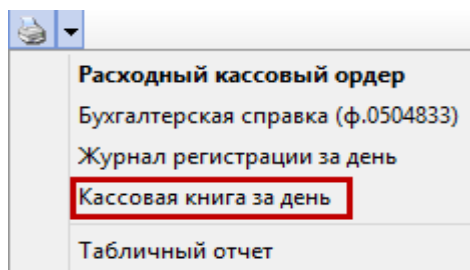 Расходный кассовый ордер
Бухгалтерская справка (ф.0504833)
Журнал регистрации за день
Кассовая книга за день
Табличный отчет